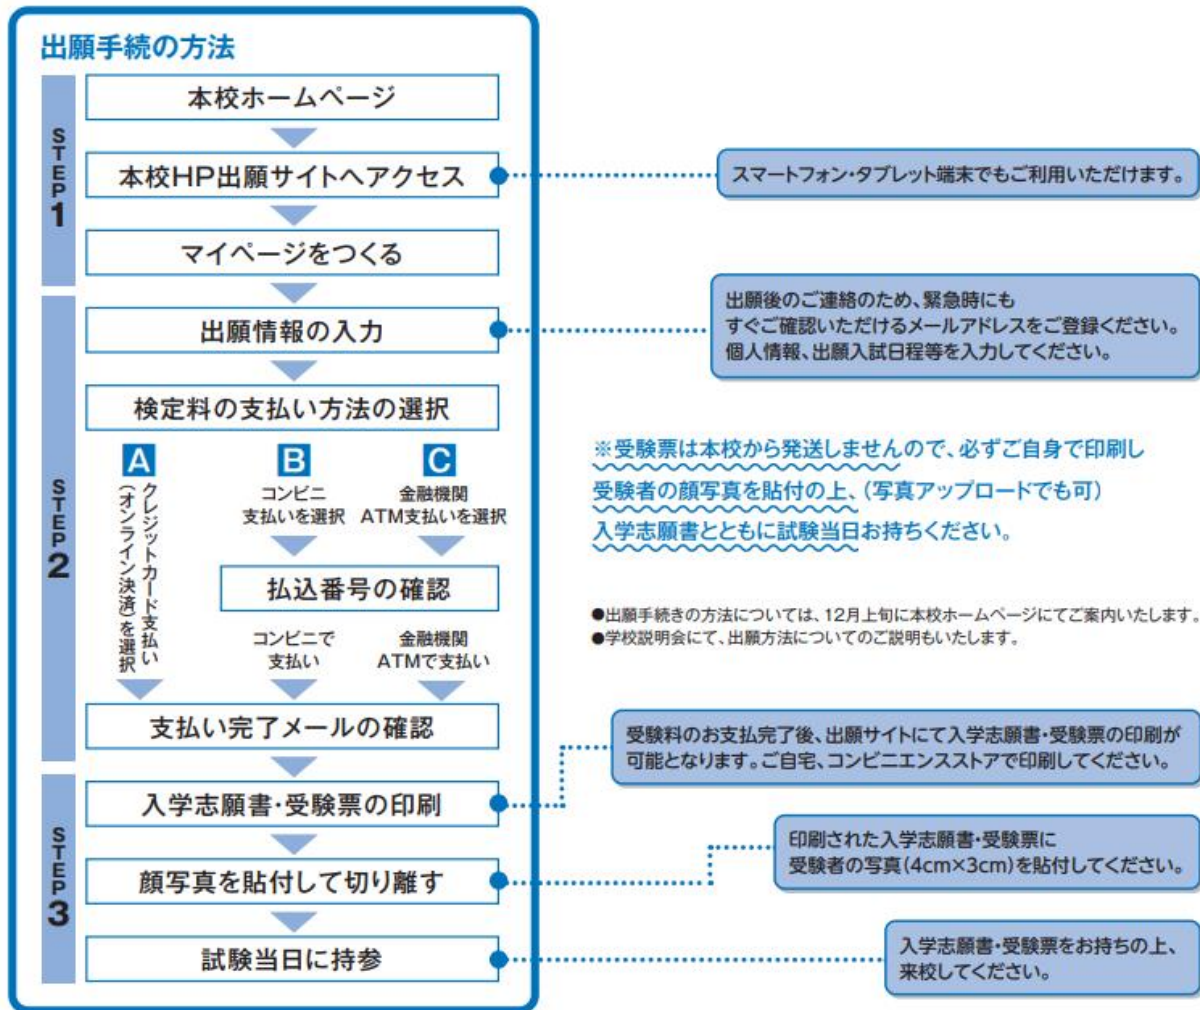 出願手続の方法
STEP1
本校ホームページ
本校HP出願サイトへアクセス
スマートフォン・タブレット端末でもご利用いただけます。
マイページをつくる
STEP2
出願情報の入力
出願後のご連絡のため、緊急時にも
すぐご確認いただけるメールアドレスをご登録ください。
個人情報、出願入試日程等を入力してください。
検定料の支払い方法の選択
A
クレジットカード支払い
(オンライン決済)を選択
B
コンビニ
支払いを選択
C
金融機関
ATM支払いを選択
払込番号の確認
コンビニで
支払い
金融機関
ATMで支払い
支払い完了メールの確認
※受験票は本校から発送しませんので、必ずご自身で印刷し
受験者の顔写真を貼付の上、(写真アップロードでも可)
入学志願書とともに試験当日お持ちください。
●出願手続きの方法については、12月上旬に本校ホームページにてご案内いたします。
●学校説明会にて、出願方法についてのご説明もいたします。
STEP3
入学志願書・受験票の印刷
受験料のお支払完了後、出願サイトにて入学志願書・受験票の印刷が
可能となります。ご自宅、コンビニエンスストアで印刷してください。
顔写真を貼付して切り離す
印刷された入学志願書・受験票に
受験者の写真(4cm×3cm)を貼付してください。
試験当日に持参
入学志願書・受験票をお持ちの上、
来校してください。